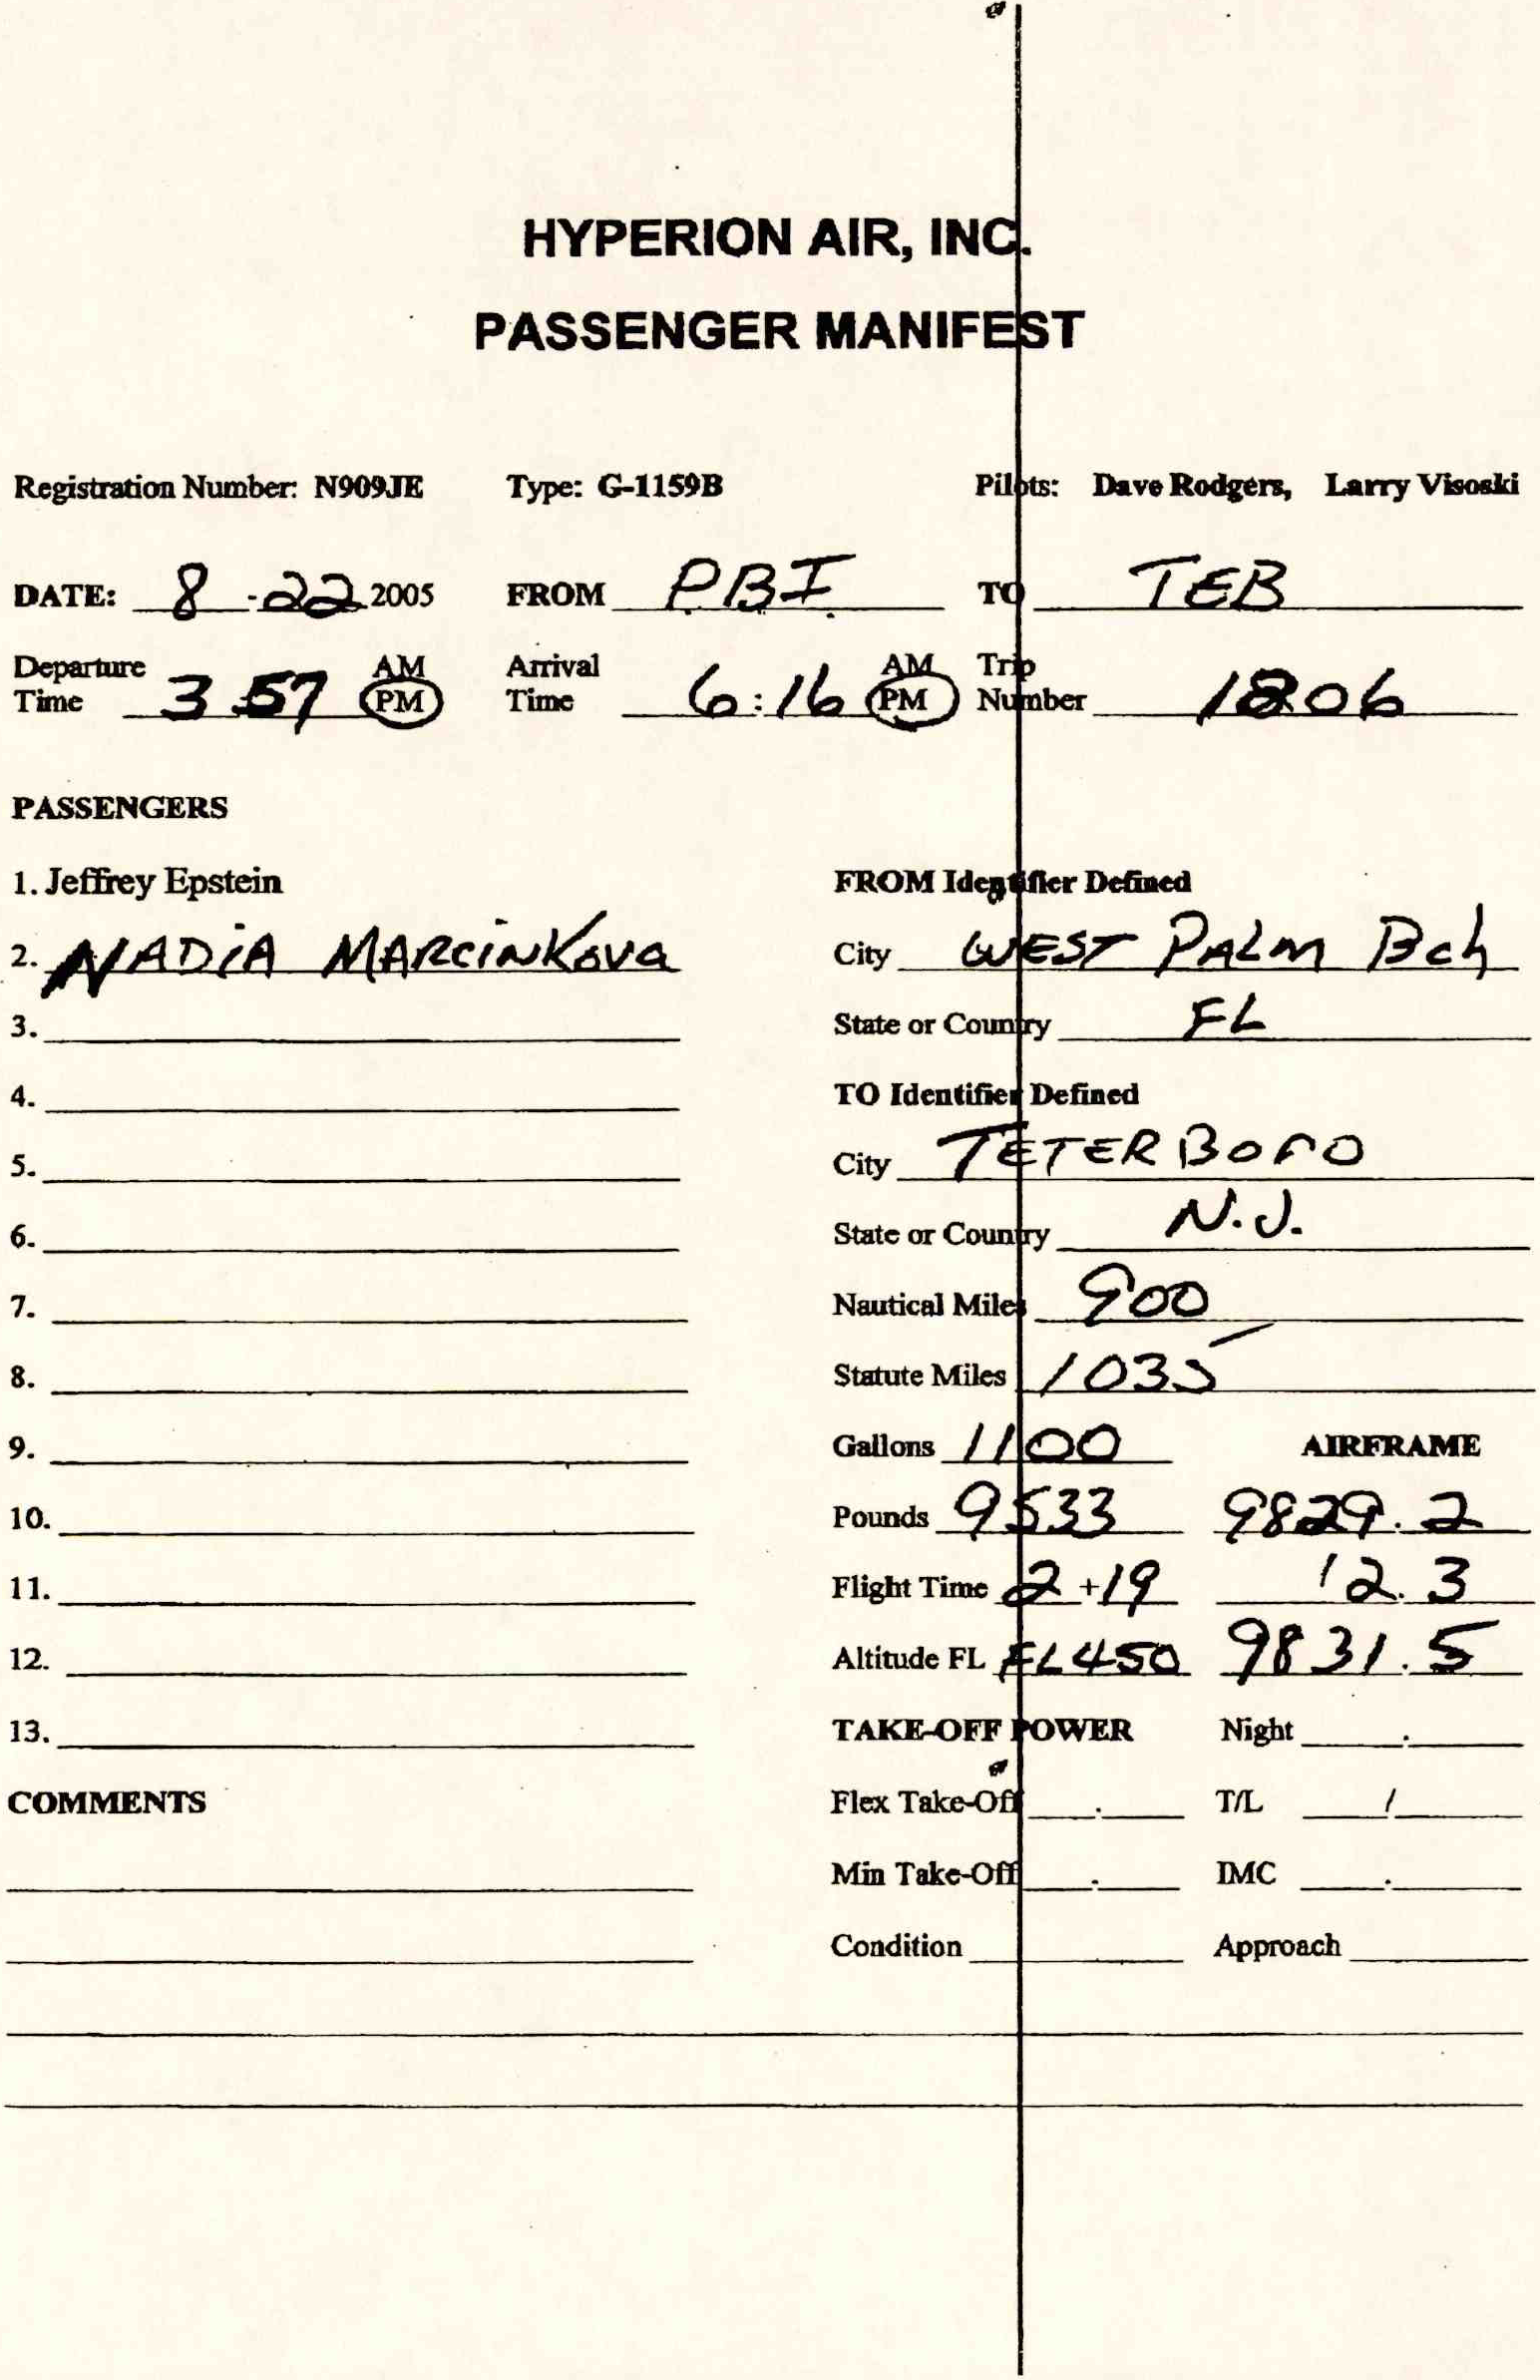 HYPERION AIR, INC.
PASSENGER MANIFEST
Registration Number: N909JE Type: G-1159B Pilots: Dave Rodgers, Larry Visoski
DATE: 8-22 2005 FROM PBI TO TEB
Departure Time 3 57 AM PM Arrival Time 6:16 AM PM Trip Number 1806
PASSENGERS
1. Jeffrey Epstein FROM Identifier Defined
2. NADiA MARCiNKOVa City WEST PALM Bch
3. State or Country FL
4. TO Identifier Defined
5. City TETERBOrO
6. State or Country N.J.
7. Nautical Miles 900
8. Statute Miles 1035
9. Gallons 1100 AIRFRAME
10. Pounds 9533 9829.2
11. Flight Time 2+19 12.3
12. Altitude FL FL450 9831.5
13. TAKE-OFF POWER Night .
COMMENTS Flex Take-Off . T/L /
Min Take-Off . IMC .
Condition Approach